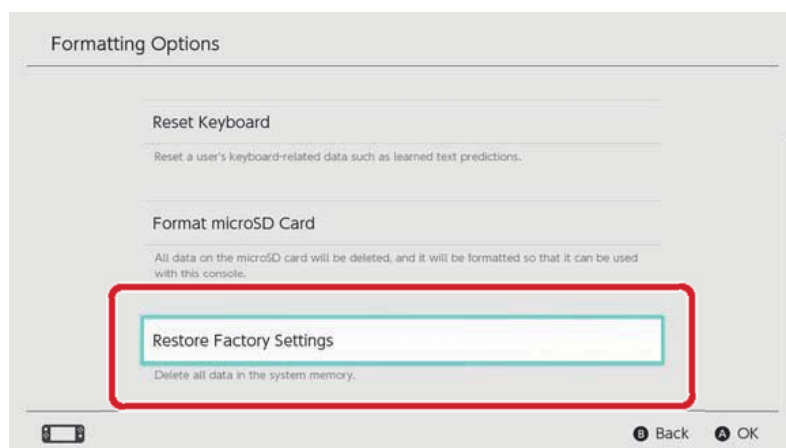 Formatting Options
Reset Keyboard
Reset a user's keyboard-related data such as learned text predictions.
Format microSD Card
All data on the microSD card will be deleted, and it will be formatted so that it can be used
with this console.
Restore Factory Settings
Delete all data in the system memory.
B Back A OK